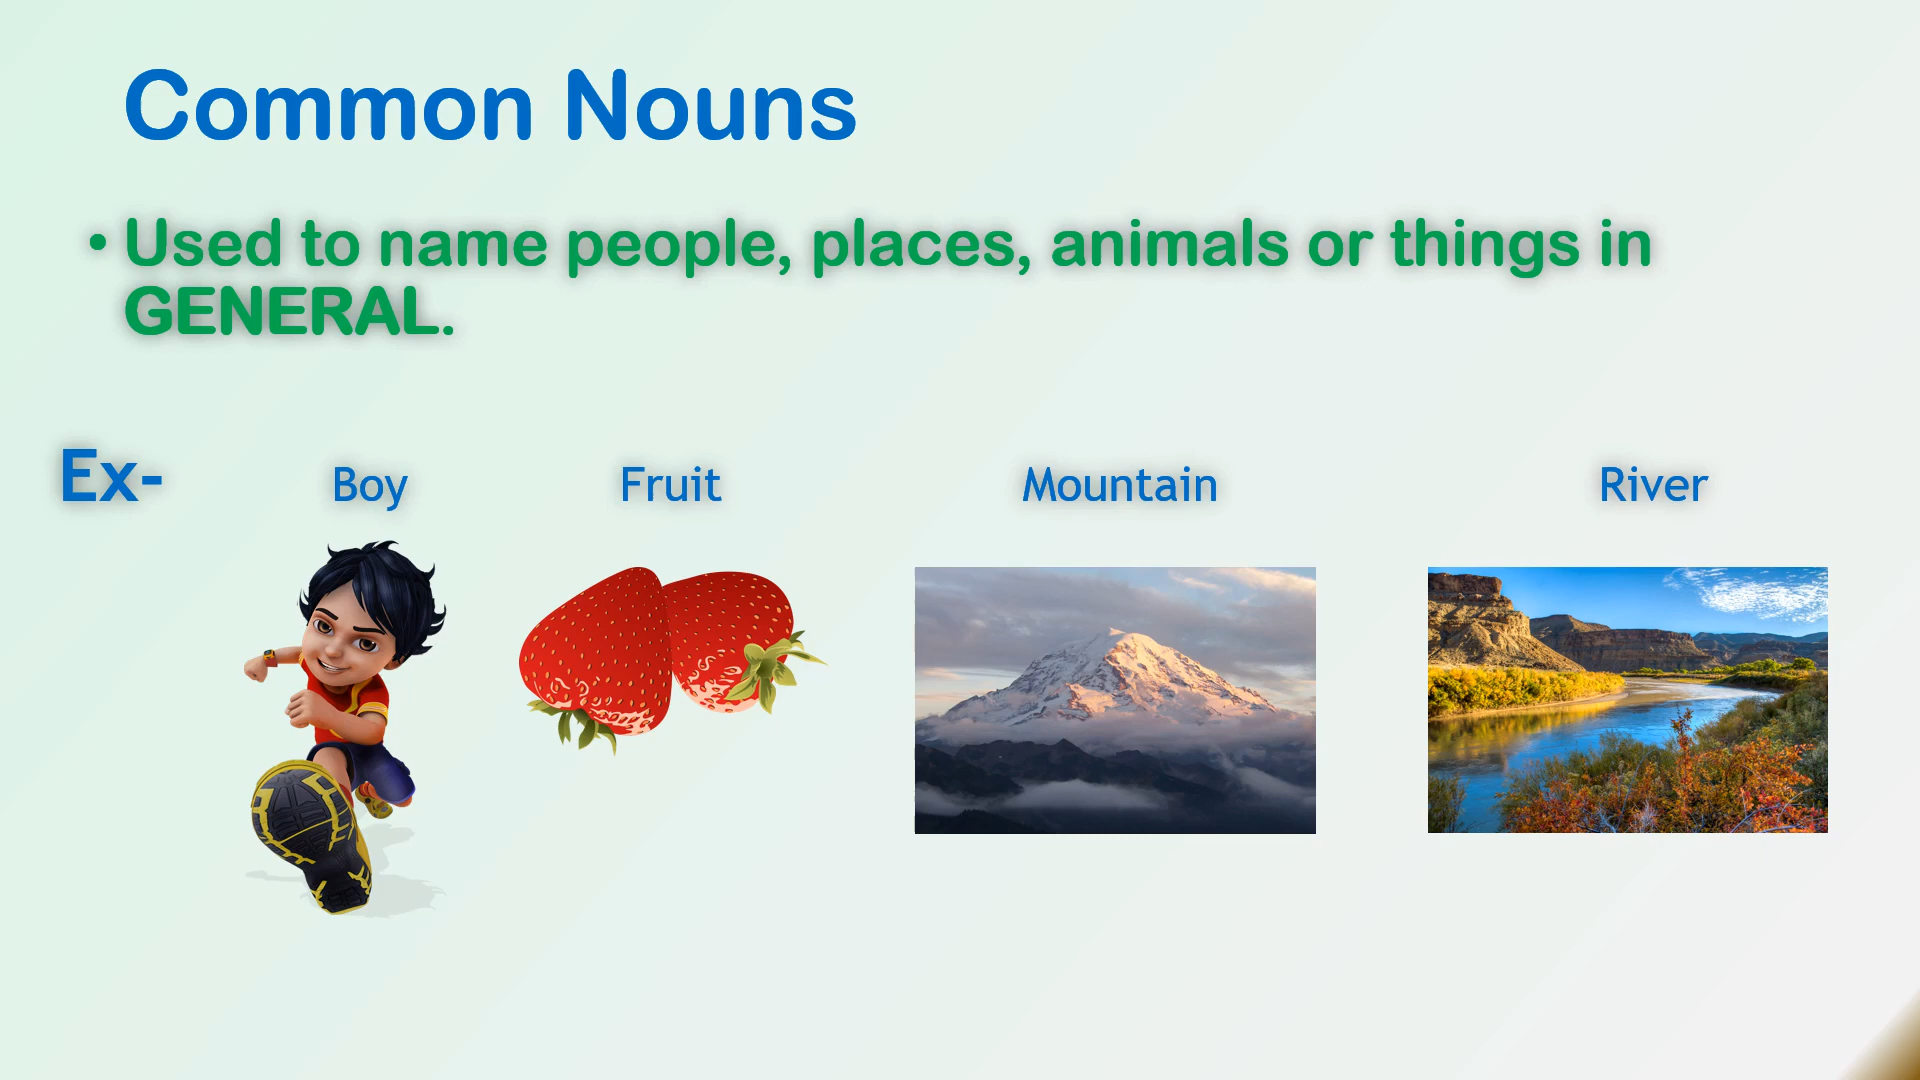 Common Nouns
• Used to name people, places, animals or things in
GENERAL.
Ex- Boy Fruit Mountain River